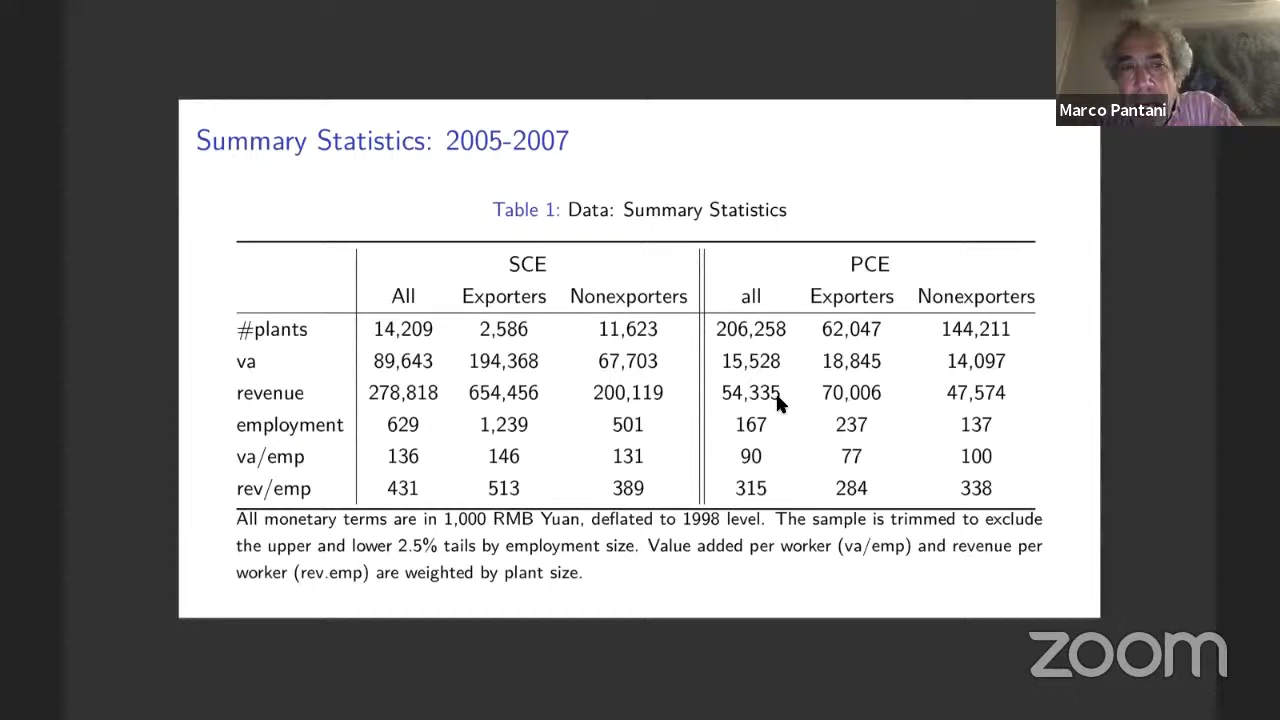 Marco Pantani
Summary Statistics: 2005-2007
Table 1: Data: Summary Statistics
SCE PCE
All Exporters Nonexporters all Exporters Nonexporters
#plants 14,209 2,586 11,623 206,258 62,047 144,211
va 89,643 194,368 67,703 15,528 18,845 14,097
revenue 278,818 654,456 200,119 54,335 70,006 47,574
employment 629 1,239 501 167 237 137
va/emp 136 146 131 90 77 100
rev/emp 431 513 389 315 284 338
All monetary terms are in 1,000 RMB Yuan, deflated to 1998 level. The sample is trimmed to exclude
the upper and lower 2.5% tails by employment size. Value added per worker (va/emp) and revenue per
worker (rev.emp) are weighted by plant size.
zoom